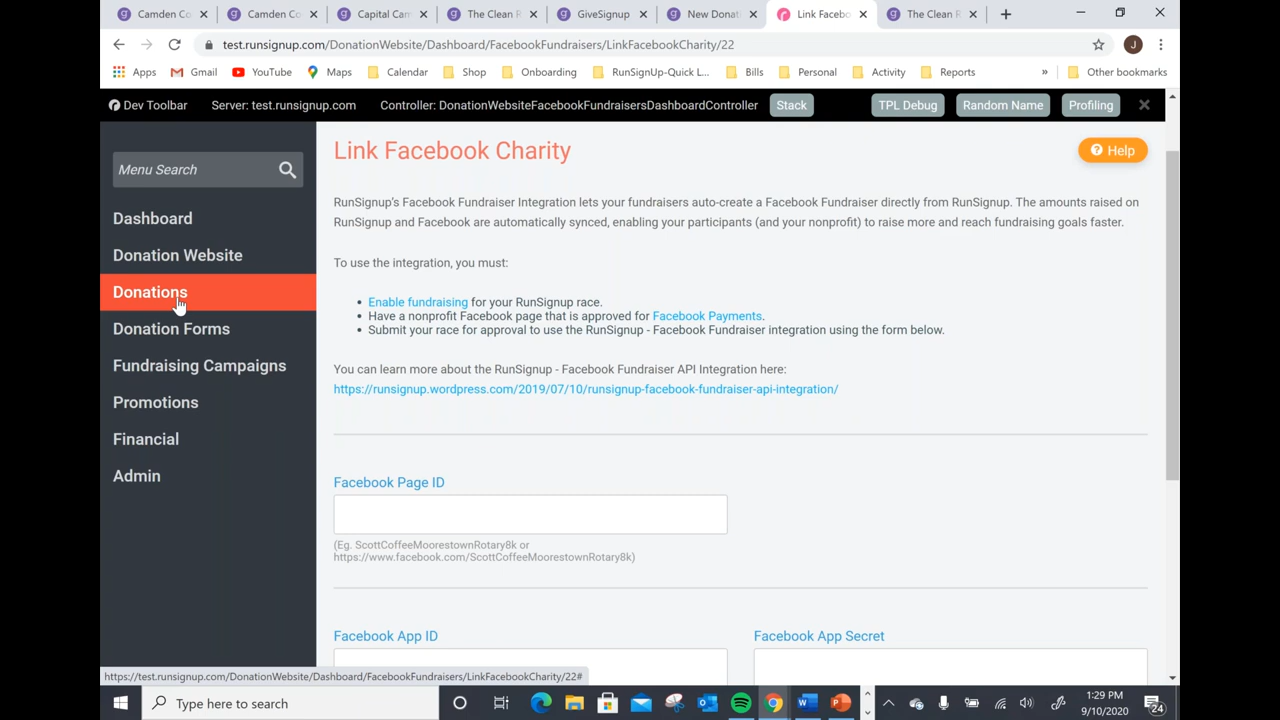 Camden Co
Camden Co
Capital Cam
The Clean R
GiveSignup
New Donati
Link Facebo
The Clean R
test.runsignup.com/DonationWebsite/Dashboard/FacebookFundraisers/LinkFacebookCharity/22
J
Apps
Gmail
YouTube
Maps
Calendar
Shop
Onboarding
RunSignUp-Quick L...
Bills
Personal
Activity
Reports
»
Other bookmarks
Dev Toolbar
Server: test.runsignup.com
Controller: DonationWebsiteFacebookFundraisersDashboardController
Stack
TPL Debug
Random Name
Profiling
Menu Search
Dashboard
Donation Website
Donations
Donation Forms
Fundraising Campaigns
Promotions
Financial
Admin
Link Facebook Charity
Help
RunSignup's Facebook Fundraiser Integration lets your fundraisers auto-create a Facebook Fundraiser directly from RunSignup. The amounts raised on
RunSignup and Facebook are automatically synced, enabling your participants (and your nonprofit) to raise more and reach fundraising goals faster.
To use the integration, you must:
• Enable fundraising for your RunSignup race.
• Have a nonprofit Facebook page that is approved for Facebook Payments.
• Submit your race for approval to use the RunSignup - Facebook Fundraiser integration using the form below.
You can learn more about the RunSignup - Facebook Fundraiser API Integration here:
https://runsignup.wordpress.com/2019/07/10/runsignup-facebook-fundraiser-api-integration/
Facebook Page ID
(Eg. ScottCoffeeMoorestownRotary8k or
https://www.facebook.com/ScottCoffeeMoorestownRotary8k)
Facebook App ID
Facebook App Secret
https://test.runsignup.com/DonationWebsite/Dashboard/FacebookFundraisers/LinkFacebookCharity/22#
Type here to search
1:29 PM
9/10/2020
24